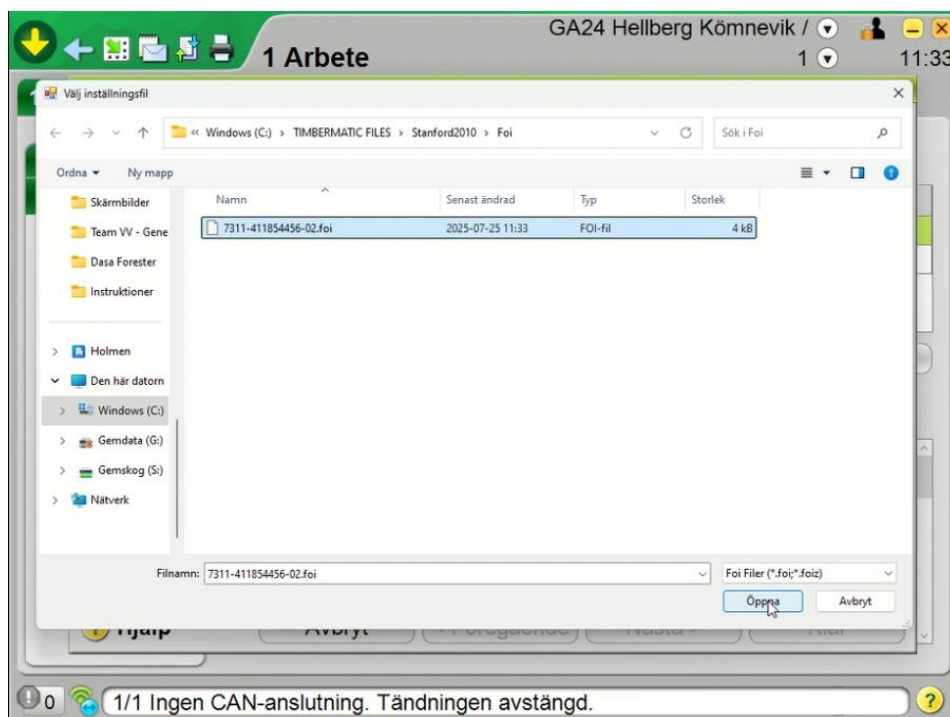 GA24 Hellberg Kömnevik /
1 Arbete
1
11:33
Välj inställningsfil
« Windows (C:) > TIMBERMATIC FILES > Stanford2010 > Foi
Sök i Foi
Ordna
Ny mapp
Skärmbilder
Team VV - Gene
Dasa Forester
Instruktioner
Holmen
Den här datorn
Windows (C:)
Gemdata (G:)
Gemskog (S:)
Nätverk
Namn
Senast ändrad
Typ
Storlek
7311-411854456-02.foi
2025-07-25 11:33
FOI-fil
4 kB
Filnamn:
7311-411854456-02.foi
Foi Filer (*.foi;*.foiz)
Öppna
Avbryt
Hjälp
Avbryt
< Föregående
Nästa >
Klar
0
1/1 Ingen CAN-anslutning. Tändningen avstängd.
?